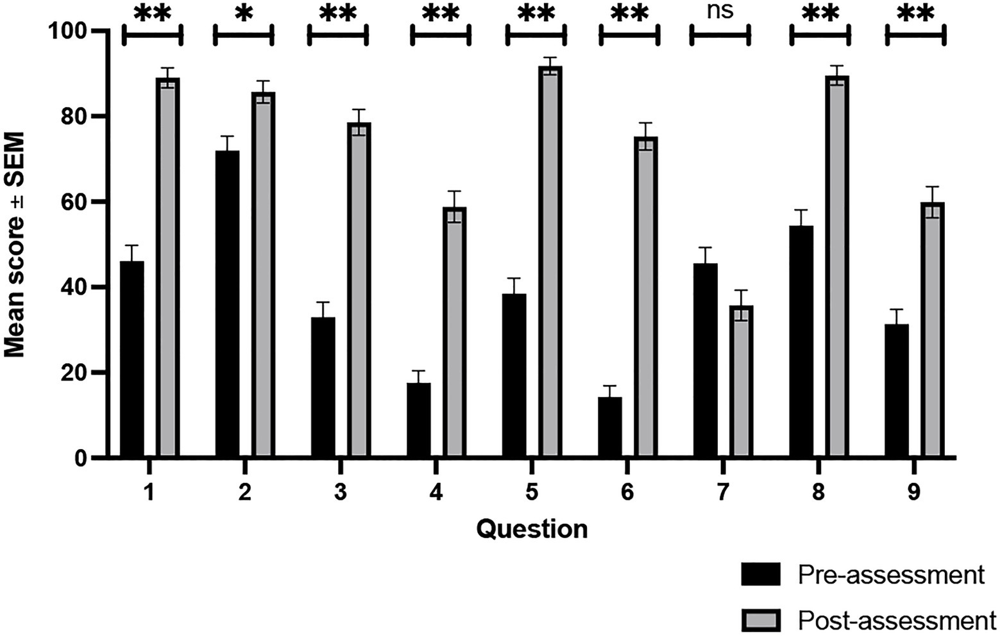 ** * ** ** ** ** ns ** **
100
80
60
40
20
0
Mean score ± SEM
1 2 3 4 5 6 7 8 9
Question
Pre-assessment
Post-assessment